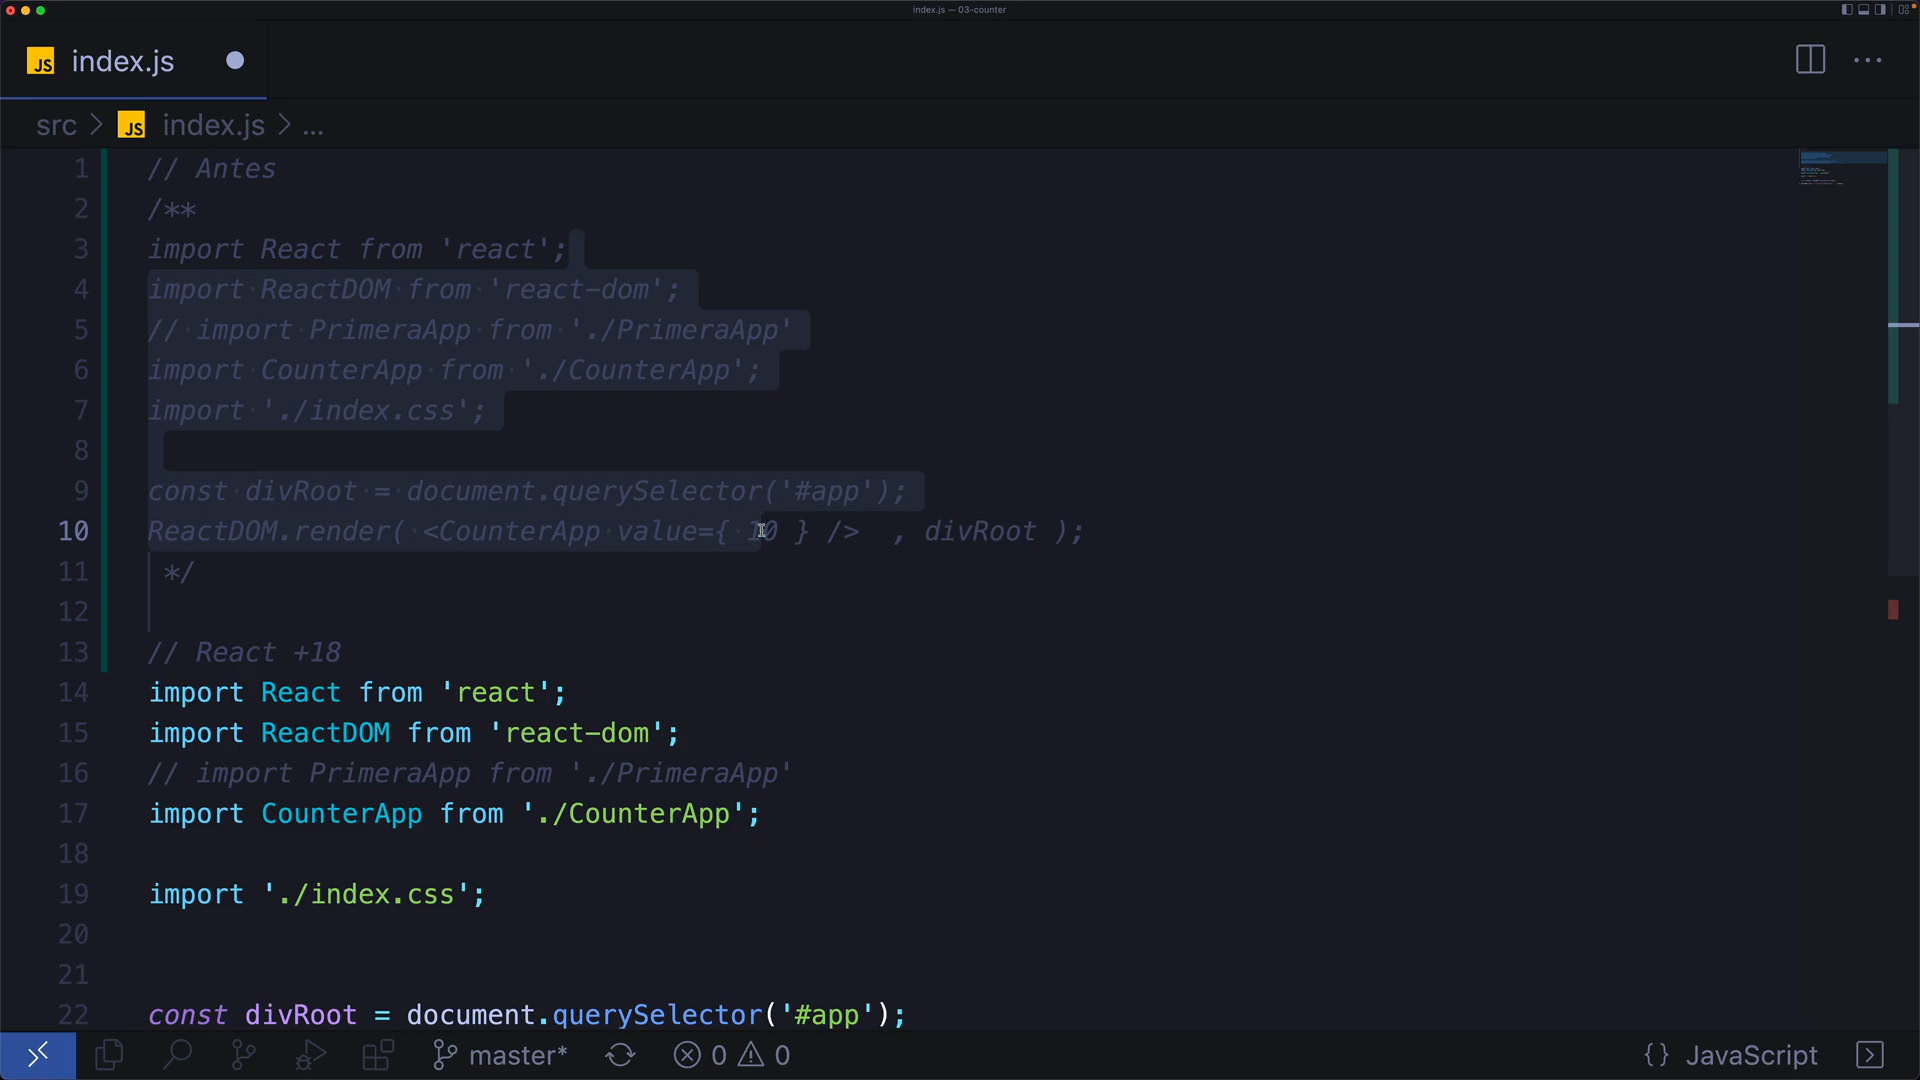 index.js — 03-counter
JS index.js
src > JS index.js > ...
1 // Antes
2 /**
3 import React from 'react';
4 import·ReactDOM·from·'react-dom';
5 //·import·PrimeraApp·from·'./PrimeraApp'
6 import·CounterApp·from·'./CounterApp';
7 import·'./index.css';
8
9 const·divRoot·=·document.querySelector('#app');
10 ReactDOM.render(·<CounterApp·value={·10 } />  , divRoot );
11  */
12
13 // React +18
14 import React from 'react';
15 import ReactDOM from 'react-dom';
16 // import PrimeraApp from './PrimeraApp'
17 import CounterApp from './CounterApp';
18
19 import './index.css';
20
21
22 const divRoot = document.querySelector('#app');
master* 0 0 {} JavaScript